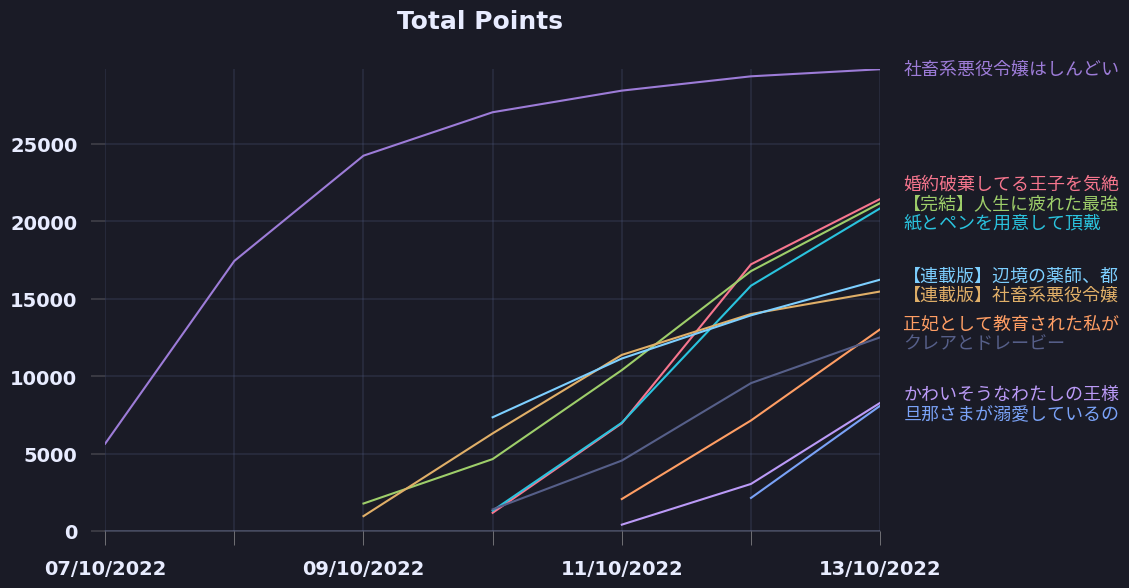 Total Points
社畜系悪役令嬢はしんどい
25000
婚約破棄してる王子を気絶
【完結】人生に疲れた最強
20000
紙とペンを用意して頂戴
【連載版】辺境の薬師、都
15000
【連載版】社畜系悪役令嬢
正妃として教育された私が
クレアとドレービー
10000
かわいそうなわたしの王様
旦那さまが溺愛しているの
5000
0
07/10/2022
09/10/2022
11/10/2022
13/10/2022